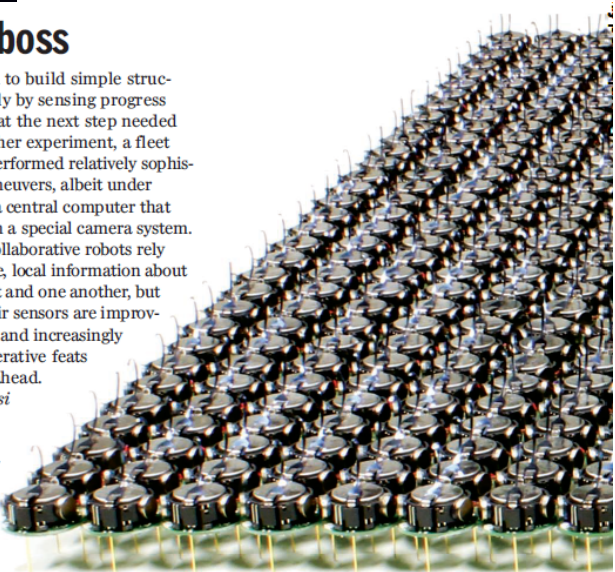 boss
to build simple struc-
ly by sensing progress
at the next step needed
her experiment, a fleet
erformed relatively sophis-
neuvers, albeit under
a central computer that
n a special camera system.
ollaborative robots rely
e, local information about
t and one another, but
ir sensors are improv-
and increasingly
erative feats
head.
si